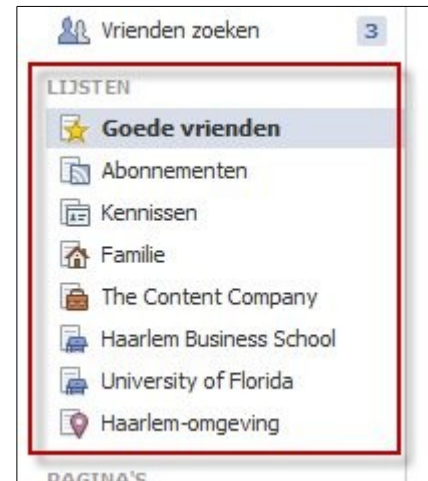 Vrienden zoeken 3
LIJSTEN
Goede vrienden
Abonnementen
Kennissen
Familie
The Content Company
Haarlem Business School
University of Florida
Haarlem-omgeving
PAGINA'S